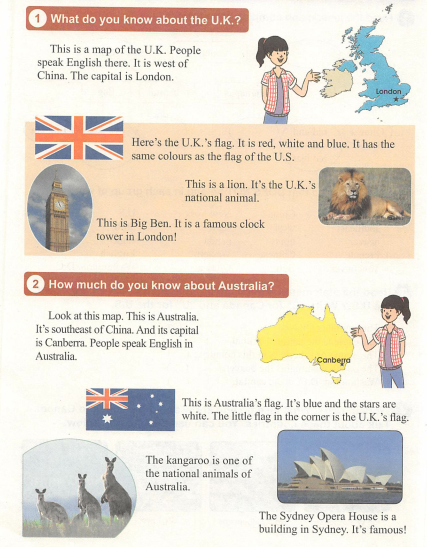 1 What do you know about the U.K.?
This is a map of the U.K. People
speak English there. It is west of
China. The capital is London.
London
Here's the U.K.'s flag. It is red, white and blue. It has the
same colours as the flag of the U.S.
This is a lion. It's the U.K.'s
national animal.
This is Big Ben. It is a famous clock
tower in London!
2 How much do you know about Australia?
Look at this map. This is Australia.
It's southeast of China. And its capital
is Canberra. People speak English in
Australia.
Canberra
This is Australia's flag. It's blue and the stars are
white. The little flag in the corner is the U.K.'s flag.
The kangaroo is one of
the national animals of
Australia.
The Sydney Opera House is a
building in Sydney. It's famous!